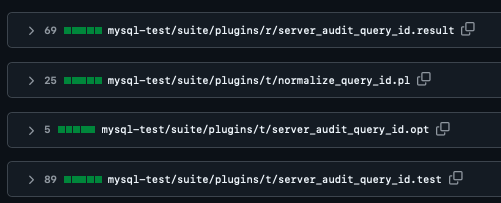 69 mysql-test/suite/plugins/r/server_audit_query_id.result
25 mysql-test/suite/plugins/t/normalize_query_id.pl
5 mysql-test/suite/plugins/t/server_audit_query_id.opt
89 mysql-test/suite/plugins/t/server_audit_query_id.test